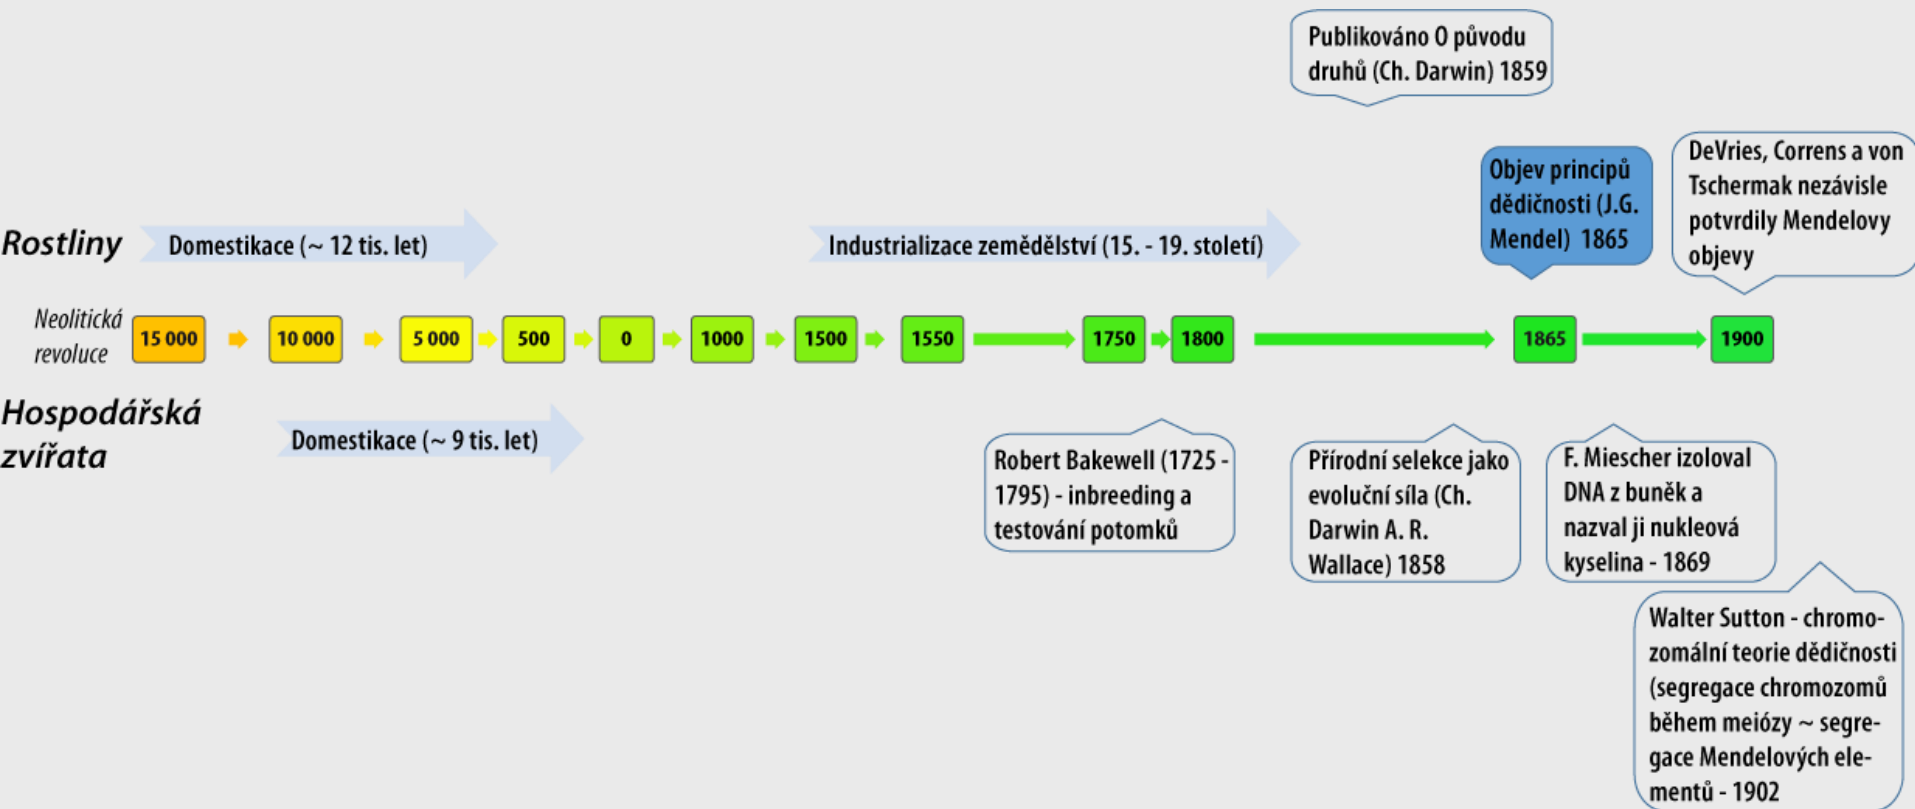 Publikováno O původu
druhů (Ch. Darwin) 1859
Objev principů
dědičnosti (J.G.
Mendel) 1865
DeVries, Correns a von
Tschermak nezávisle
potvrdily Mendelovy
objevy
Rostliny
Domestikace (~ 12 tis. let)
Industrializace zemědělství (15. - 19. století)
Neolitická
revoluce
15 000
10 000
5 000
500
0
1000
1500
1550
1750
1800
1865
1900
Hospodářská
zvířata
Domestikace (~ 9 tis. let)
Robert Bakewell (1725 -
1795) - inbreeding a
testování potomků
Přírodní selekce jako
evoluční síla (Ch.
Darwin A. R.
Wallace) 1858
F. Miescher izoloval
DNA z buněk a
nazval ji nukleová
kyselina - 1869
Walter Sutton - chromo-
zomální teorie dědičnosti
(segregace chromozomů
během meiózy ~ segre-
gace Mendelových ele-
mentů - 1902